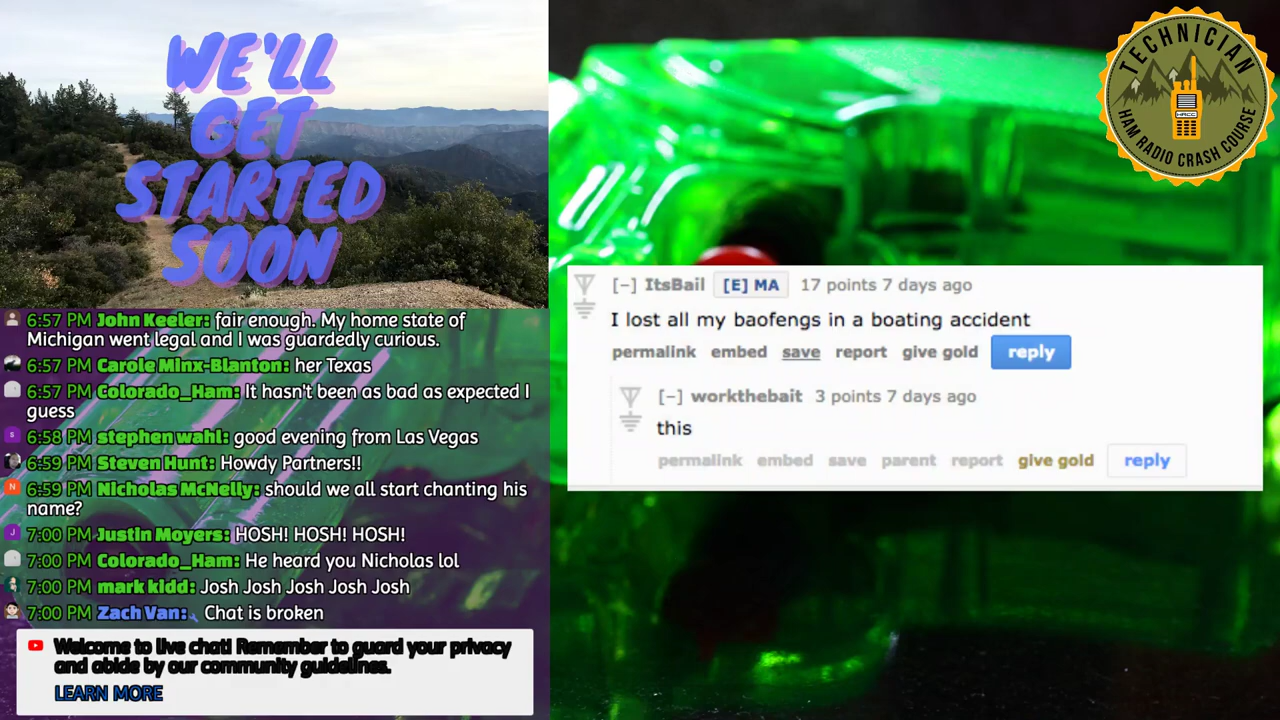 WE'LL
GET
STARTED
SOON
6:57 PM John Keeler: fair enough. My home state of
Michigan went legal and I was guardedly curious.
6:57 PM Carole Minx-Blanton: her Texas
6:57 PM Colorado_Ham: It hasn't been as bad as expected I
guess
S 6:58 PM stephen wahl: good evening from Las Vegas
6:59 PM Steven Hunt: Howdy Partners!!
N 6:59 PM Nicholas McNelly: should we all start chanting his
name?
J 7:00 PM Justin Moyers: HOSH! HOSH! HOSH!
7:00 PM Colorado_Ham: He heard you Nicholas lol
7:00 PM mark kidd: Josh Josh Josh Josh Josh
7:00 PM Zach Van: Chat is broken
Welcome to live chat! Remember to guard your privacy
and abide by our community guidelines.
LEARN MORE
TECHNICIAN
HRCC
HAM RADIO CRASH COURSE
[–] ItsBail [E] MA 17 points 7 days ago
I lost all my baofengs in a boating accident
permalink embed save report give gold reply
[–] workthebait 3 points 7 days ago
this
permalink embed save parent report give gold reply